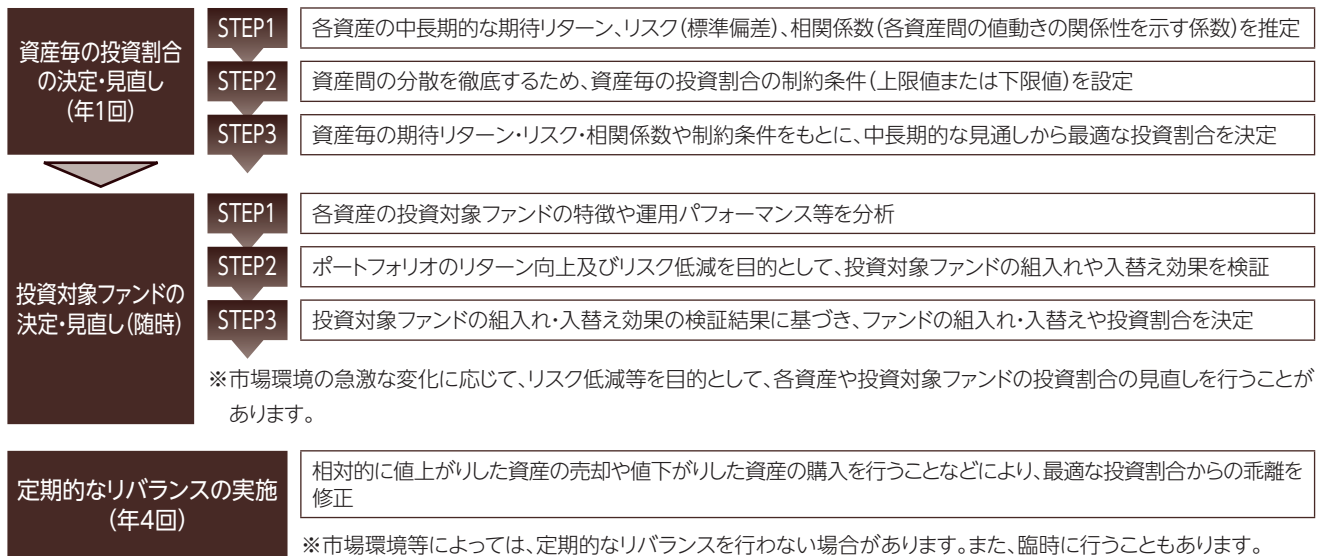 資産毎の投資割合
の決定・見直し
(年1回)
STEP1
各資産の中長期的な期待リターン、リスク(標準偏差)、相関係数(各資産間の値動きの関係性を示す係数)を推定
STEP2
資産間の分散を徹底するため、資産毎の投資割合の制約条件(上限値または下限値)を設定
STEP3
資産毎の期待リターン・リスク・相関係数や制約条件をもとに、中長期的な見通しから最適な投資割合を決定
投資対象ファンドの
決定・見直し(随時)
STEP1
各資産の投資対象ファンドの特徴や運用パフォーマンス等を分析
STEP2
ポートフォリオのリターン向上及びリスク低減を目的として、投資対象ファンドの組入れや入替え効果を検証
STEP3
投資対象ファンドの組入れ・入替え効果の検証結果に基づき、ファンドの組入れ・入替えや投資割合を決定
※市場環境の急激な変化に応じて、リスク低減等を目的として、各資産や投資対象ファンドの投資割合の見直しを行うことが
あります。
定期的なリバランスの実施
(年4回)
相対的に値上がりした資産の売却や値下がりした資産の購入を行うことなどにより、最適な投資割合からの乖離を
修正
※市場環境等によっては、定期的なリバランスを行わない場合があります。また、臨時に行うこともあります。